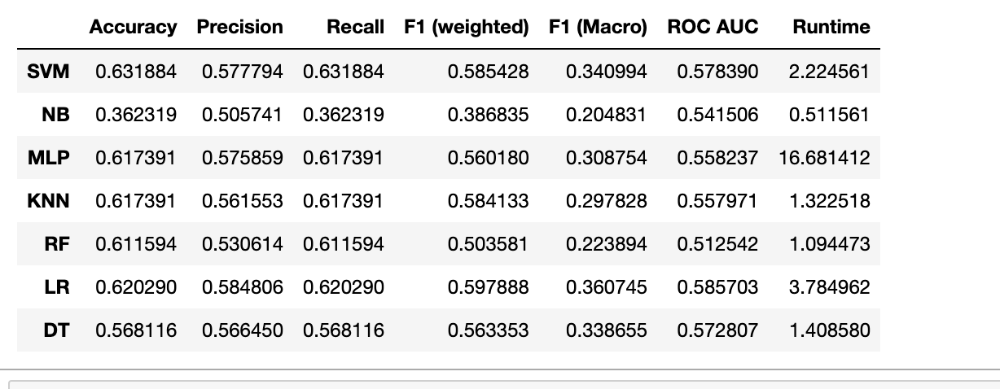 Accuracy Precision Recall F1 (weighted) F1 (Macro) ROC AUC Runtime
SVM 0.631884 0.577794 0.631884 0.585428 0.340994 0.578390 2.224561
NB 0.362319 0.505741 0.362319 0.386835 0.204831 0.541506 0.511561
MLP 0.617391 0.575859 0.617391 0.560180 0.308754 0.558237 16.681412
KNN 0.617391 0.561553 0.617391 0.584133 0.297828 0.557971 1.322518
RF 0.611594 0.530614 0.611594 0.503581 0.223894 0.512542 1.094473
LR 0.620290 0.584806 0.620290 0.597888 0.360745 0.585703 3.784962
DT 0.568116 0.566450 0.568116 0.563353 0.338655 0.572807 1.408580